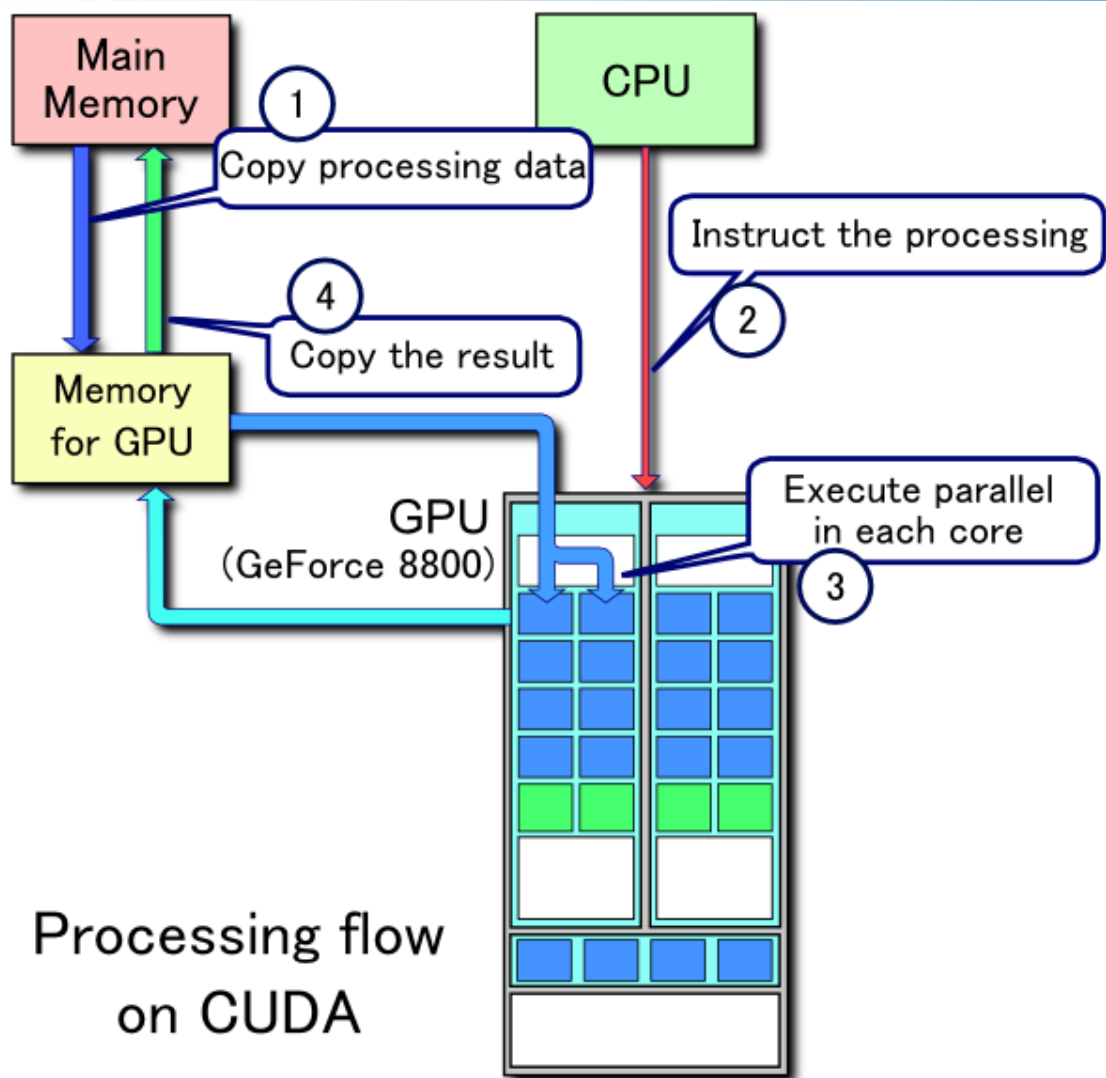 Main
Memory
CPU
1
Copy processing data
Instruct the processing
2
4
Copy the result
Memory
for GPU
Execute parallel
in each core
3
GPU
(GeForce 8800)
Processing flow
on CUDA